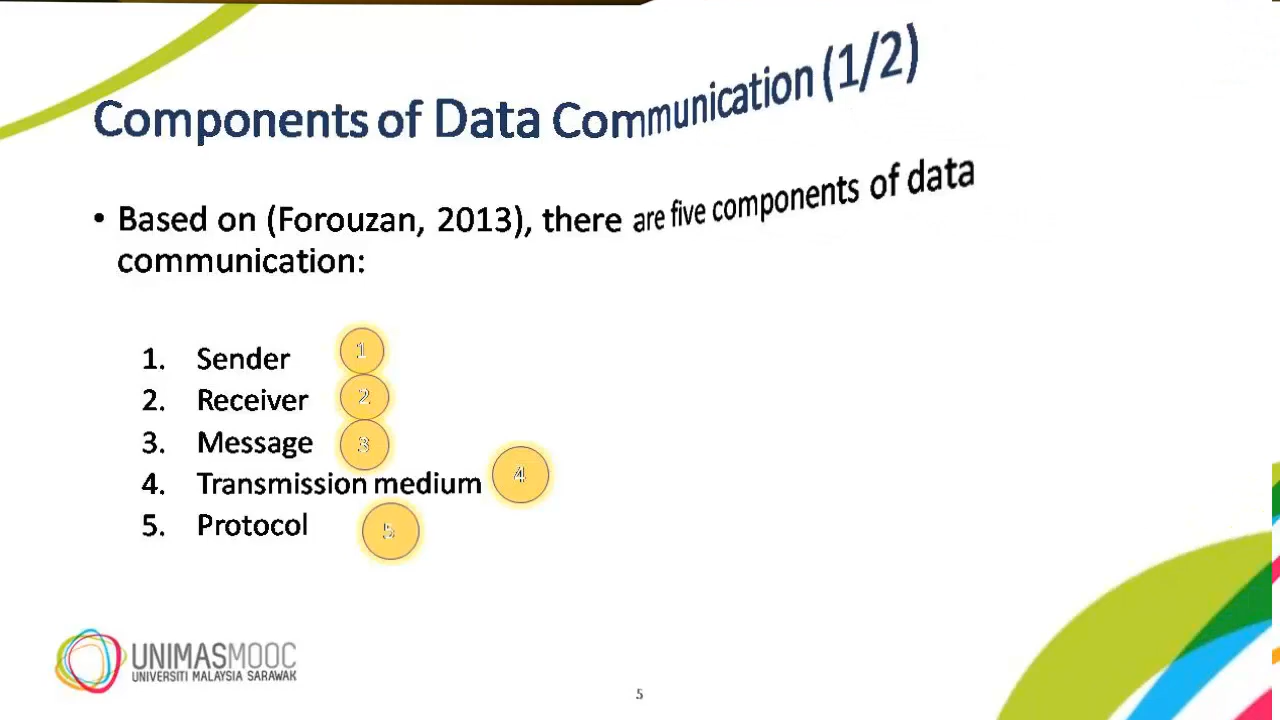 Components of Data Communication (1/2)
• Based on (Forouzan, 2013), there are five components of data
communication:
1. Sender 1
2. Receiver 2
3. Message 3
4. Transmission medium 4
5. Protocol 5
UNIMASMOOC
UNIVERSITI MALAYSIA SARAWAK
5